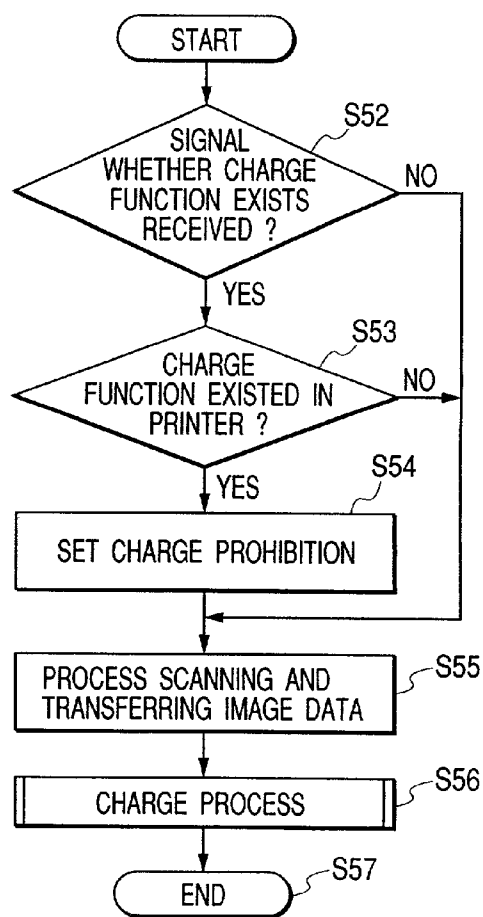 START
S52
SIGNAL
WHETHER CHARGE
FUNCTION EXISTS
RECEIVED ?
NO
YES
S53
CHARGE
FUNCTION EXISTED IN
PRINTER ?
NO
YES
S54
SET CHARGE PROHIBITION
PROCESS SCANNING AND
TRANSFERRING IMAGE DATA
S55
CHARGE PROCESS
S56
END
S57